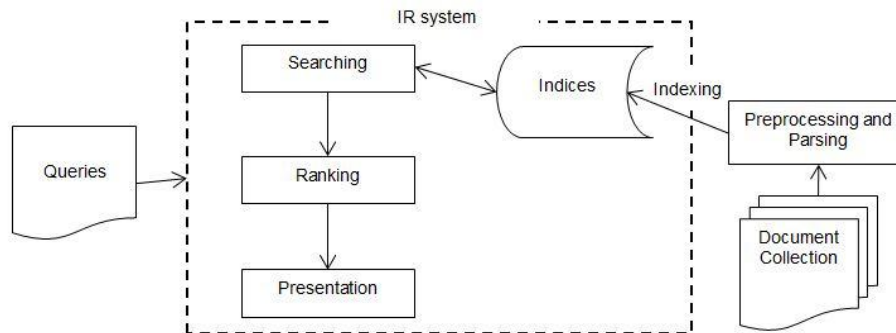 IR system
Searching
Indices
Indexing
Preprocessing and
Parsing
Queries
Ranking
Document
Collection
Presentation